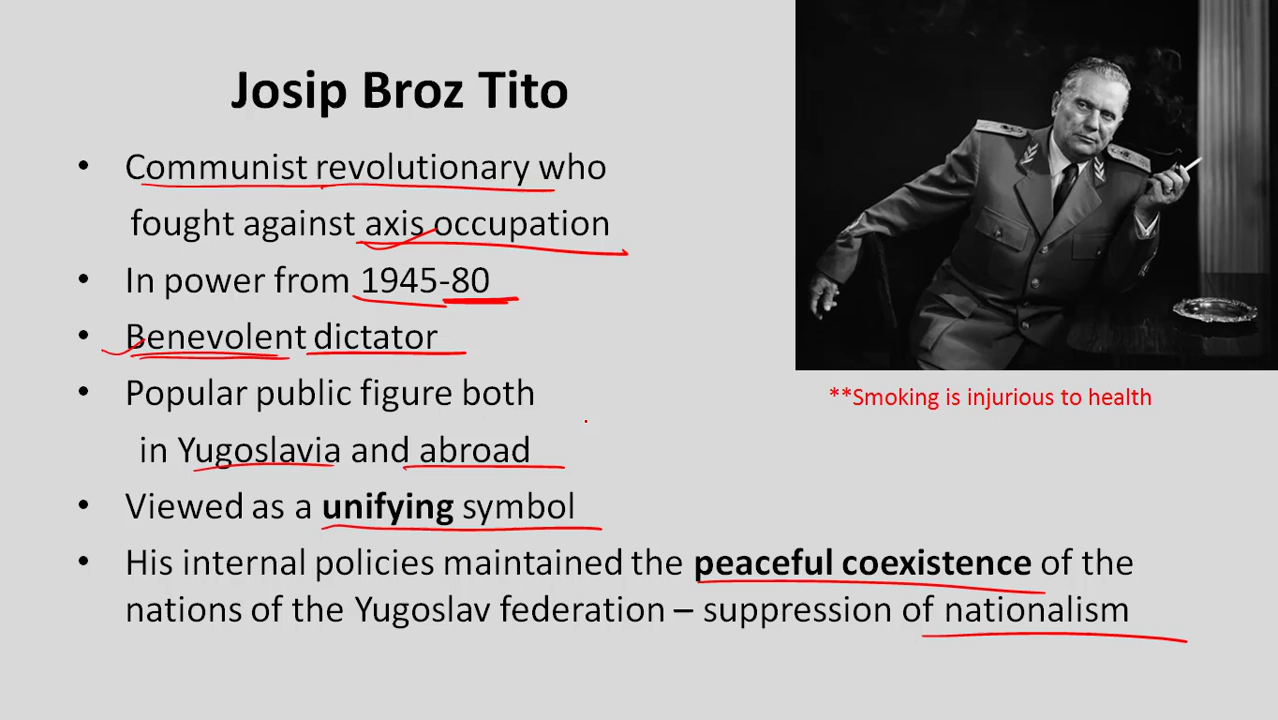 Josip Broz Tito
• Communist revolutionary who
fought against axis occupation
• In power from 1945-80
• Benevolent dictator
• Popular public figure both
in Yugoslavia and abroad
• Viewed as a unifying symbol
• His internal policies maintained the peaceful coexistence of the
nations of the Yugoslav federation – suppression of nationalism
**Smoking is injurious to health